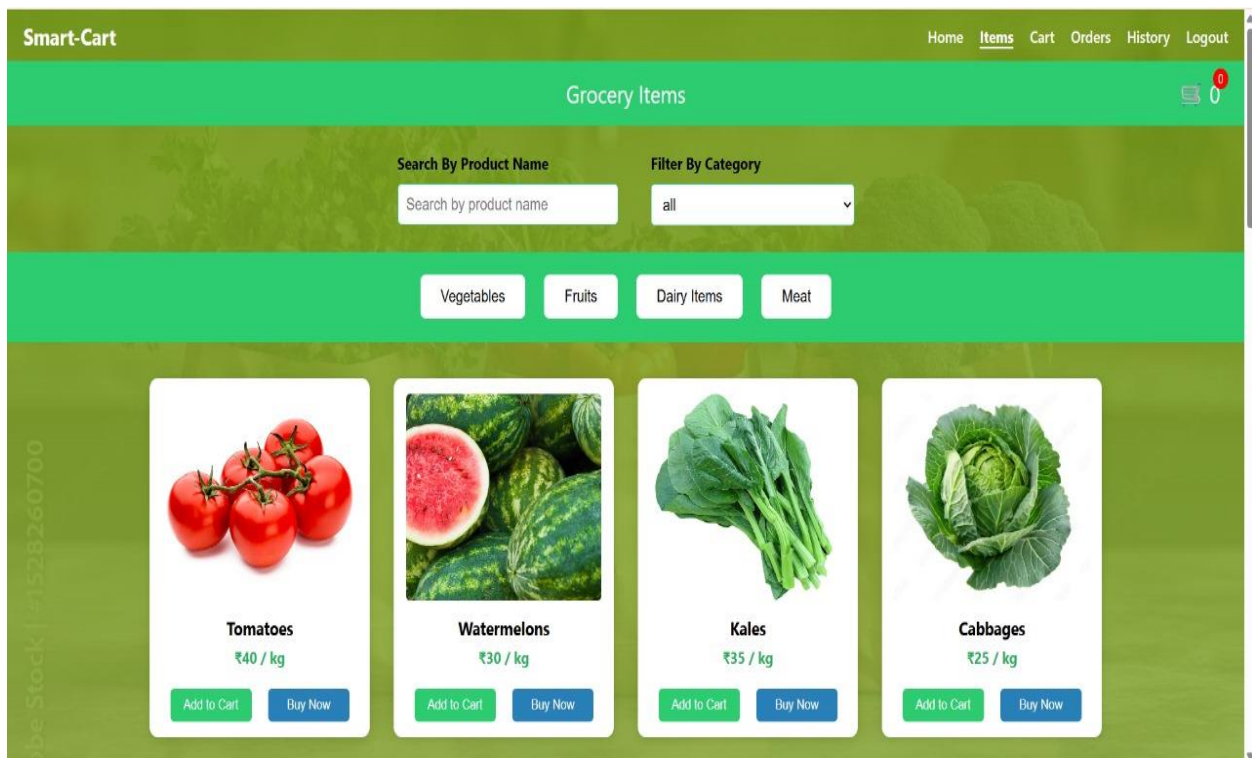 Smart-Cart
Home Items Cart Orders History Logout
Grocery Items
0
0
Search By Product Name
Filter By Category
Search by product name
all
Vegetables
Fruits
Dairy Items
Meat
Tomatoes
₹40 / kg
Add to Cart
Buy Now
Watermelons
₹30 / kg
Add to Cart
Buy Now
Kales
₹35 / kg
Add to Cart
Buy Now
Cabbages
₹25 / kg
Add to Cart
Buy Now
obe Stock | #1528260700